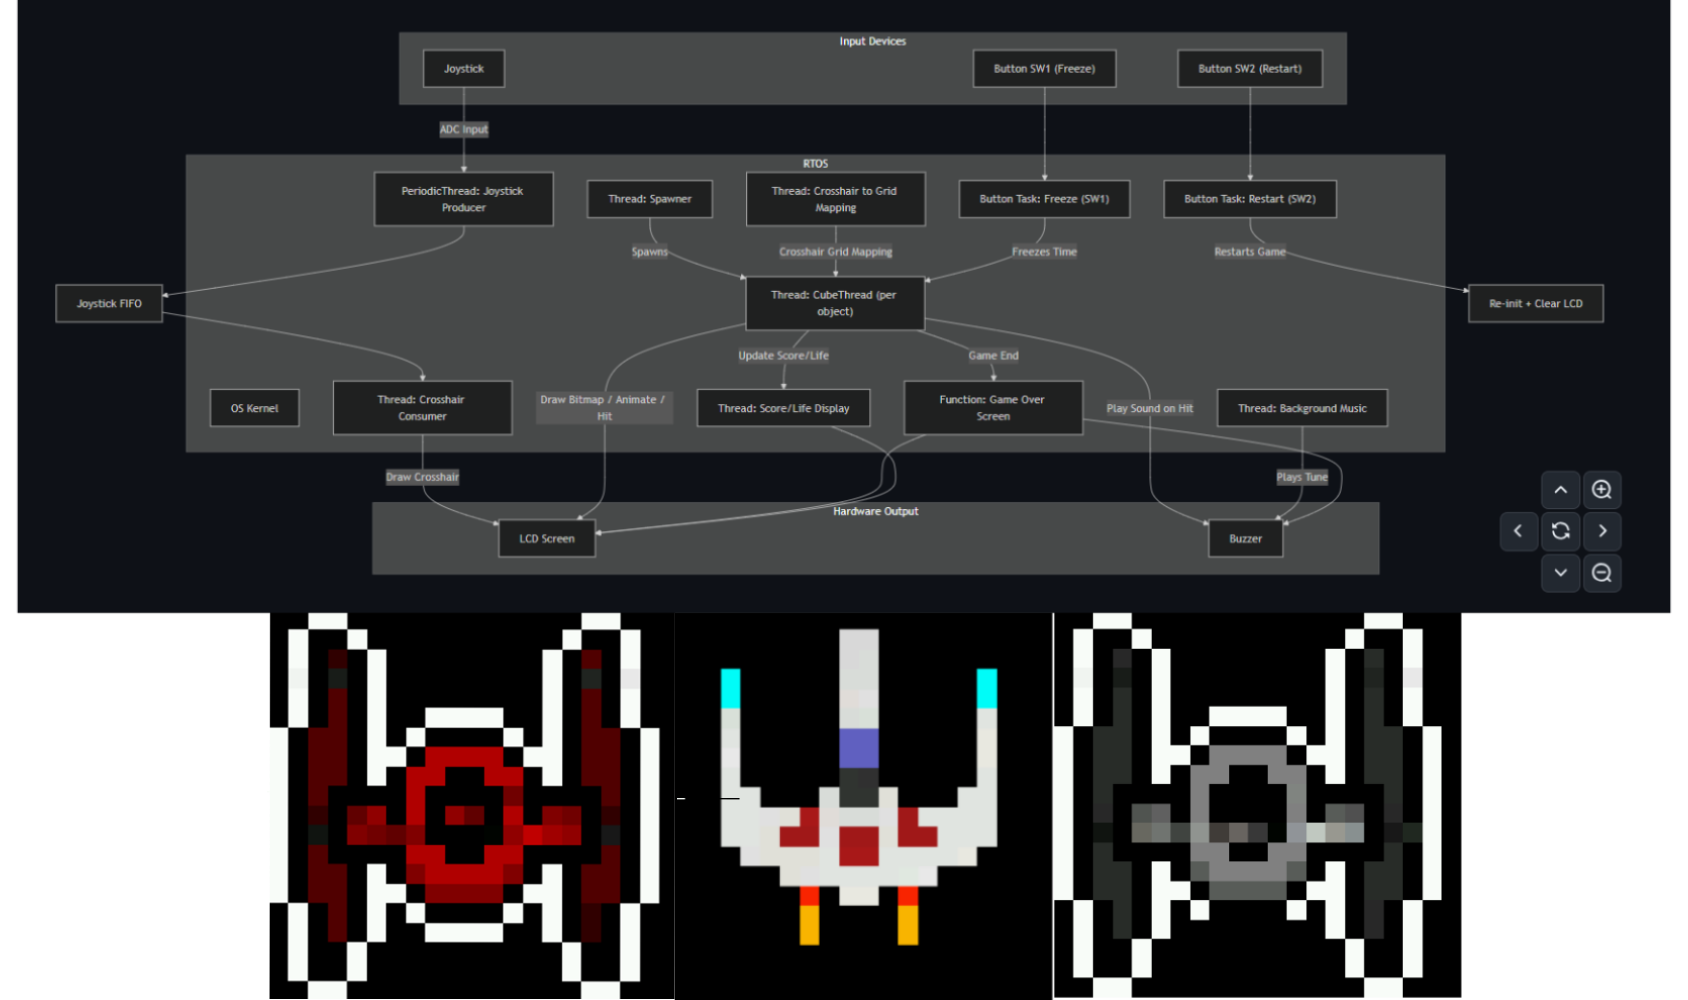 Input Devices
Joystick
Button SW1 (Freeze)
Button SW2 (Restart)
ADC Input
RTOS
PeriodicThread: Joystick
Producer
Thread: Spawner
Thread: Crosshair to Grid
Mapping
Button Task: Freeze (SW1)
Button Task: Restart (SW2)
Spawns
Crosshair Grid Mapping
Freezes Time
Restarts Game
Joystick FIFO
Thread: CubeThread (per
object)
Re-init + Clear LCD
Update Score/Life
Game End
OS Kernel
Thread: Crosshair
Consumer
Draw Bitmap / Animate /
Hit
Thread: Score/Life Display
Function: Game Over
Screen
Play Sound on Hit
Thread: Background Music
Draw Crosshair
Plays Tune
Hardware Output
LCD Screen
Buzzer